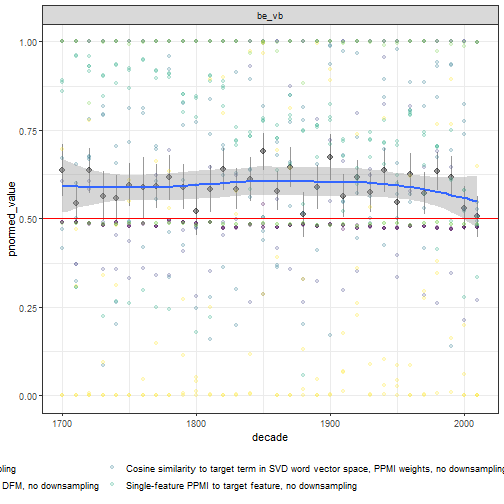 be_vb
1.00
0.75
0.50
0.25
0.00
pnormed_value
1700
1800
1900
2000
decade
pling
Cosine similarity to target term in SVD word vector space, PPMI weights, no downsampling
DFM, no downsampling
Single-feature PPMI to target feature, no downsampling